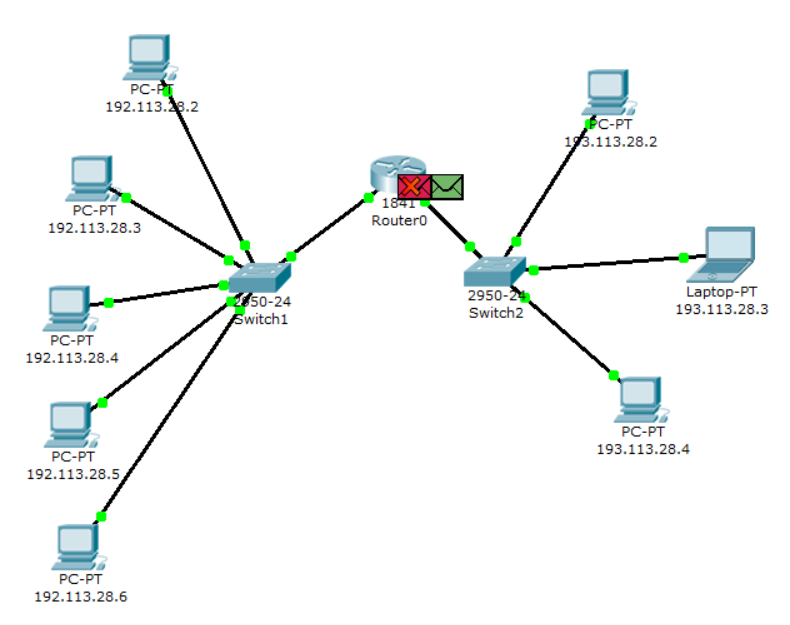 PC-PT
192.113.28.2
PC-PT
193.113.28.2
PC-PT
192.113.28.3
1841
Router0
2950-24
Switch1
2950-24
Switch2
Laptop-PT
193.113.28.3
PC-PT
192.113.28.4
PC-PT
193.113.28.4
PC-PT
192.113.28.5
PC-PT
192.113.28.6